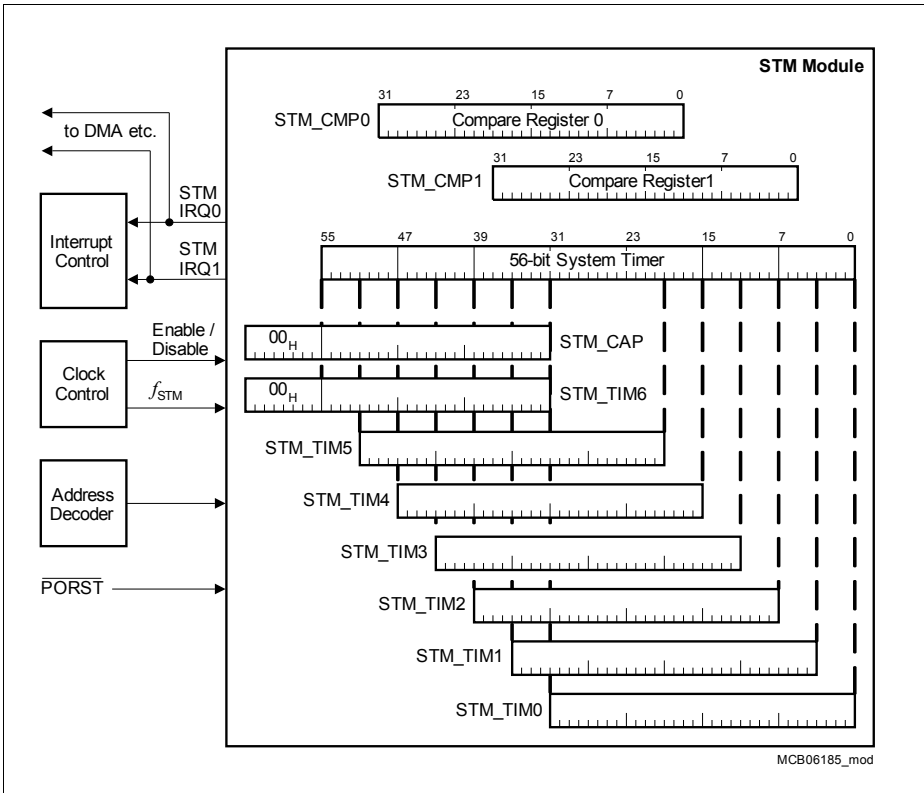 STM Module
31 23 15 7 0
STM_CMP0 Compare Register 0
31 23 15 7 0
STM_CMP1 Compare Register1
to DMA etc.
STM
IRQ0
Interrupt
Control
STM
IRQ1
55 47 39 31 23 15 7 0
56-bit System Timer
Enable /
Disable
00H STM_CAP
Clock
Control
fSTM
00H STM_TIM6
STM_TIM5
Address
Decoder
STM_TIM4
STM_TIM3
PORST
STM_TIM2
STM_TIM1
STM_TIM0
MCB06185_mod